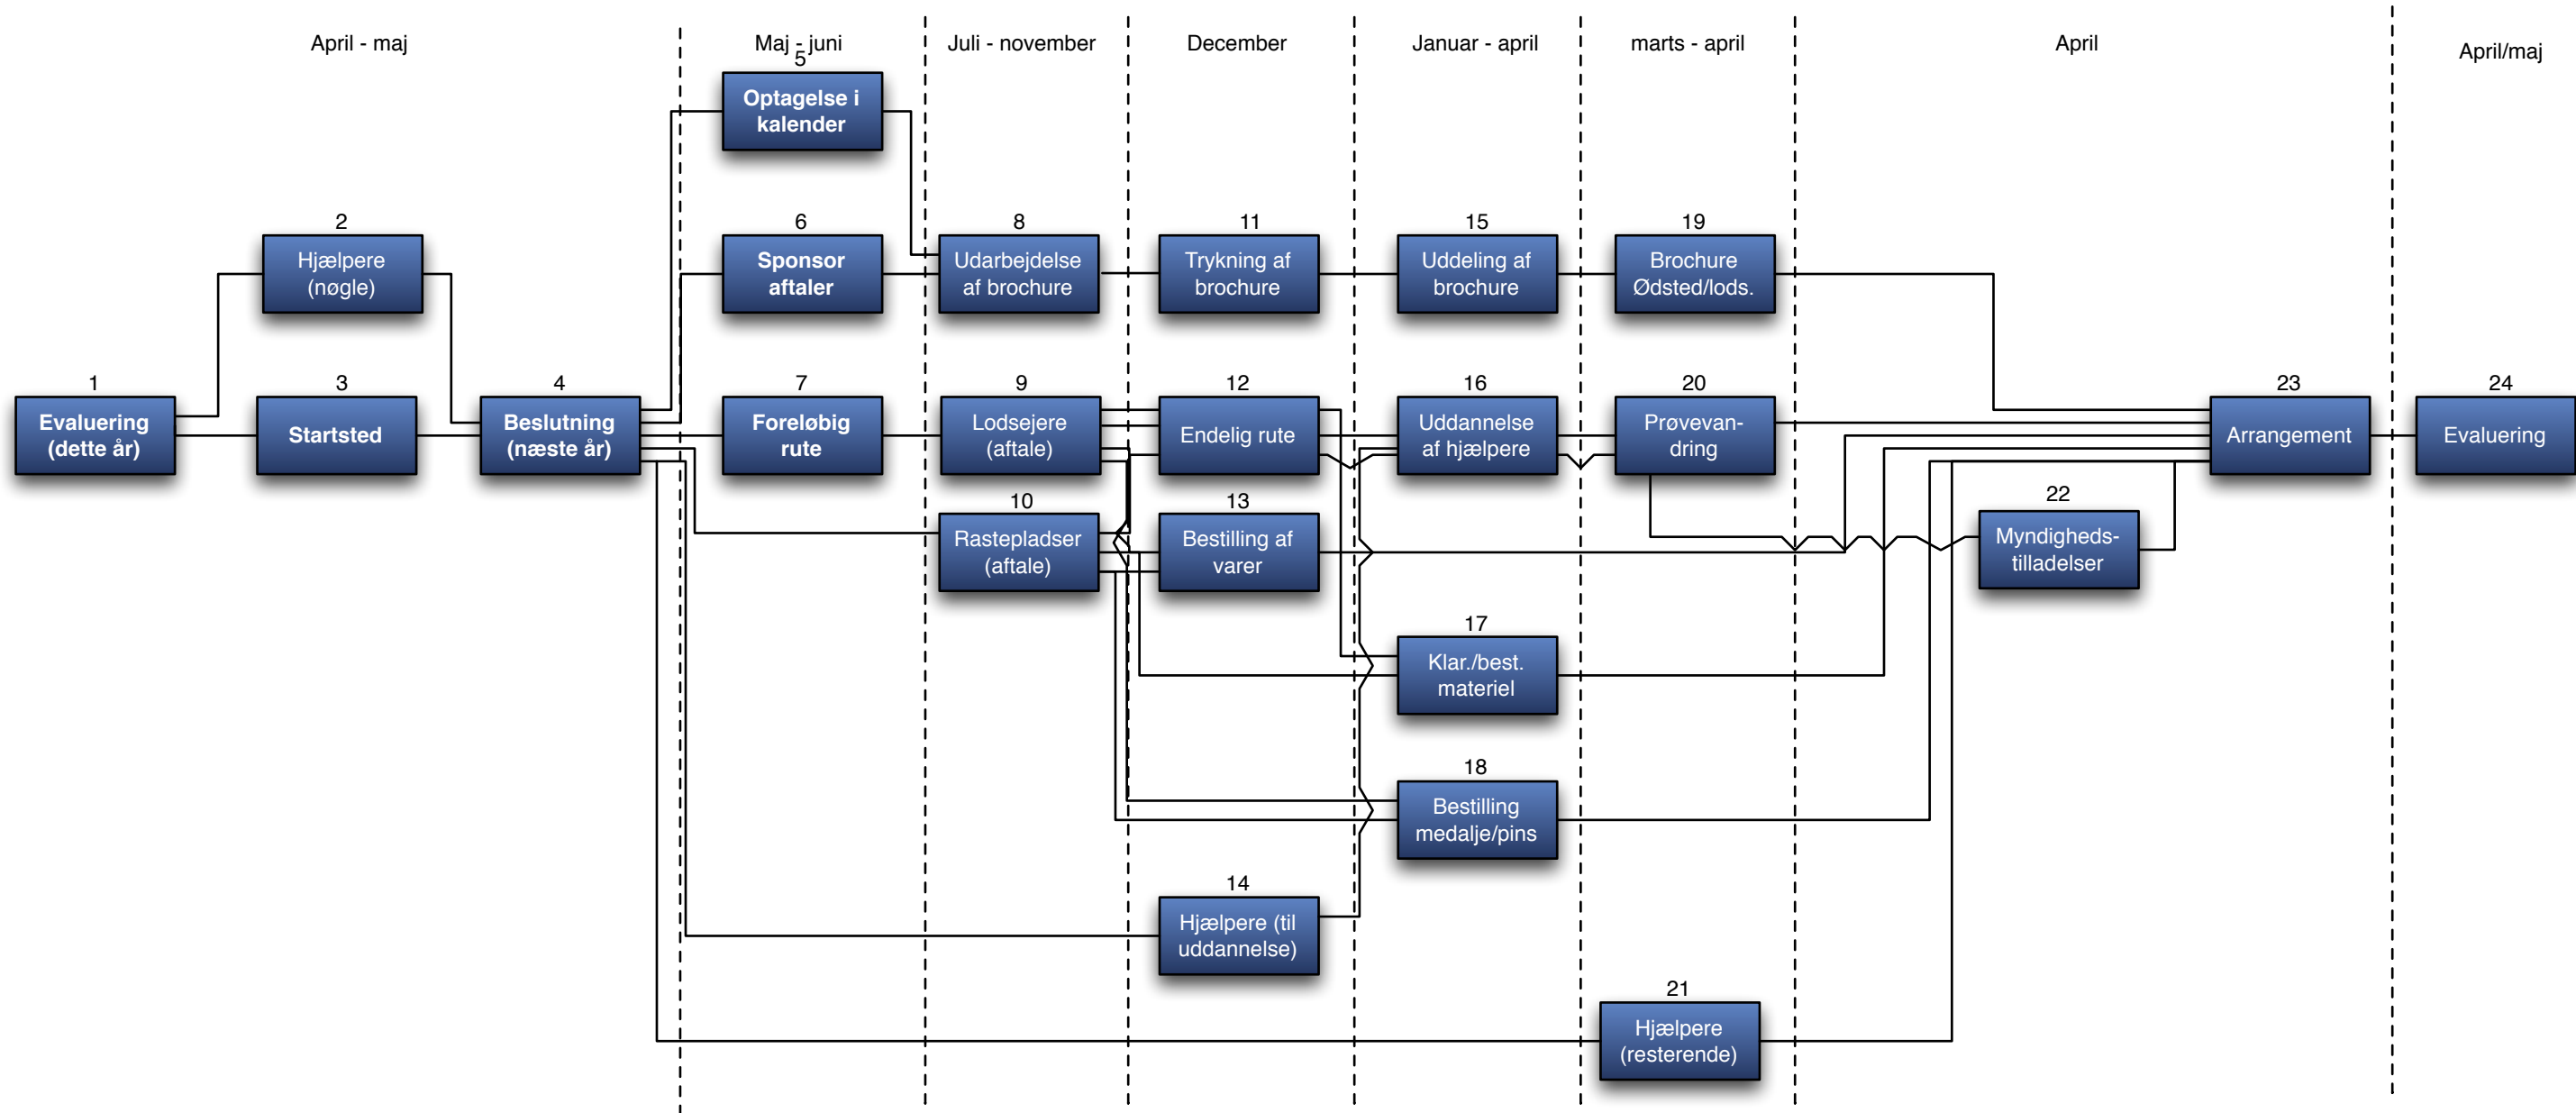 April - maj
Maj - juni
Juli - november
December
Januar - april
marts - april
April
April/maj
5
Optagelse i
kalender
2
Hjælpere
(nøgle)
6
Sponsor
aftaler
8
Udarbejdelse
af brochure
11
Trykning af
brochure
15
Uddeling af
brochure
19
Brochure
Ødsted/lods.
1
Evaluering
(dette år)
3
Startsted
4
Beslutning
(næste år)
7
Foreløbig
rute
9
Lodsejere
(aftale)
12
Endelig rute
16
Uddannelse
af hjælpere
20
Prøvevan-
dring
23
Arrangement
24
Evaluering
10
Rastepladser
(aftale)
13
Bestilling af
varer
22
Myndigheds-
tilladelser
17
Klar./best.
materiel
18
Bestilling
medalje/pins
14
Hjælpere (til
uddannelse)
21
Hjælpere
(resterende)